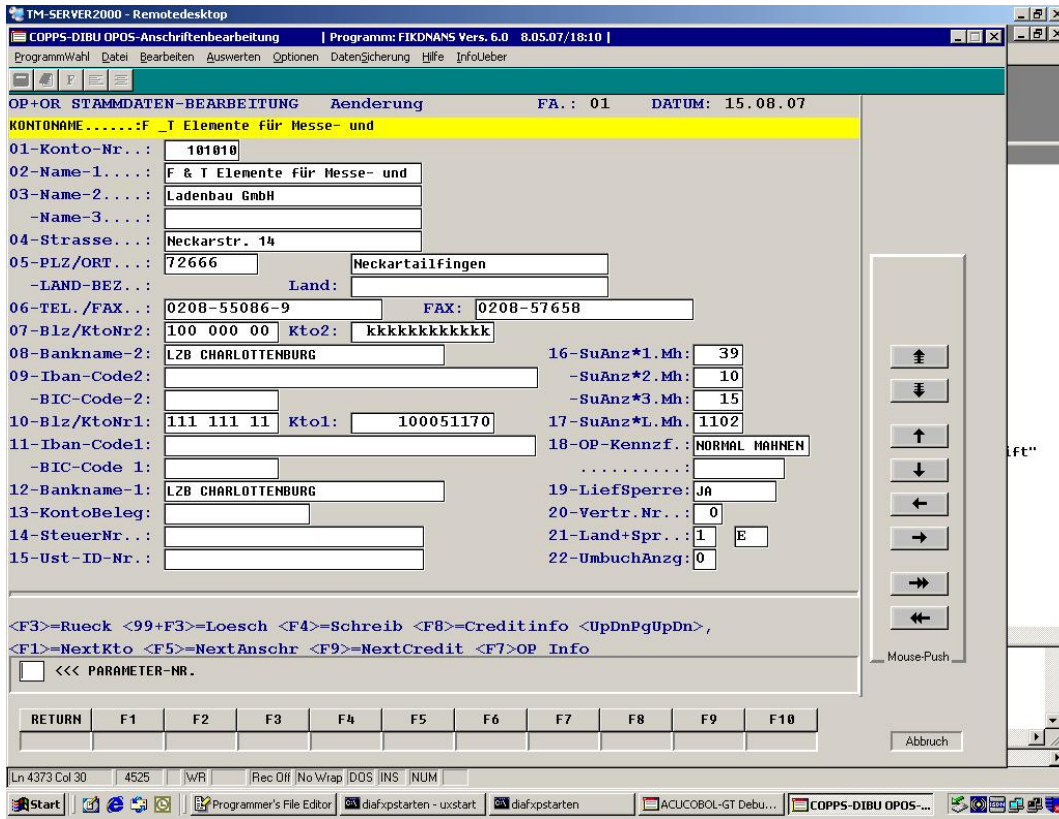 TM-SERVER2000 - Remotedesktop
COPPS-DIBU OPOS-Anschriftenbearbeitung | Programm: FIKDNANS Vers. 6.0 8.05.07/18:10 |
ProgrammWahl Datei Bearbeiten Auswerten Optionen DatenSicherung Hilfe InfoUeber
F
OP+OR STAMMDATEN-BEARBEITUNG Aenderung FA.: 01 DATUM: 15.08.07
KONTONAME......:F _T Elemente für Messe- und
01-Konto-Nr..: 101010
02-Name-1....: F & T Elemente für Messe- und
03-Name-2....: Ladenbau GmbH
-Name-3....:
04-Strasse...: Neckarstr. 14
05-PLZ/ORT...: 72666 Neckartailfingen
-LAND-BEZ..: Land:
06-TEL./FAX..: 0208-55086-9 FAX: 0208-57658
07-Blz/KtoNr2: 100 000 00 Kto2: kkkkkkkkkkkk
08-Bankname-2: LZB CHARLOTTENBURG 16-SuAnz*1.Mh: 39
09-Iban-Code2: -SuAnz*2.Mh: 10
-BIC-Code-2: -SuAnz*3.Mh: 15
10-Blz/KtoNr1: 111 111 11 Kto1: 100051170 17-SuAnz*L.Mh. 1102
11-Iban-Code1: 18-OP-Kennzf.: NORMAL MAHNEN
-BIC-Code 1: ..........:
12-Bankname-1: LZB CHARLOTTENBURG 19-LiefSperre: JA
13-KontoBeleg: 20-Vertr.Nr..: 0
14-SteuerNr..: 21-Land+Spr..: 1 E
15-Ust-ID-Nr.: 22-UmbuchAnzg: 0
ift"
<F3>=Rueck <99+F3>=Loesch <F4>=Schreib <F8>=Creditinfo <UpDnPgUpDn>,
<F1>=NextKto <F5>=NextAnschr <F9>=NextCredit <F7>OP Info
Mouse-Push
<<< PARAMETER-NR.
RETURN F1 F2 F3 F4 F5 F6 F7 F8 F9 F10
Abbruch
Ln 4373 Col 30 4525 WR Rec Off No Wrap DOS INS NUM
Start Programmer's File Editor diafxpstarten - uxstart diafxpstarten ACUCOBOL-GT Debu... COPPS-DIBU OPOS-...